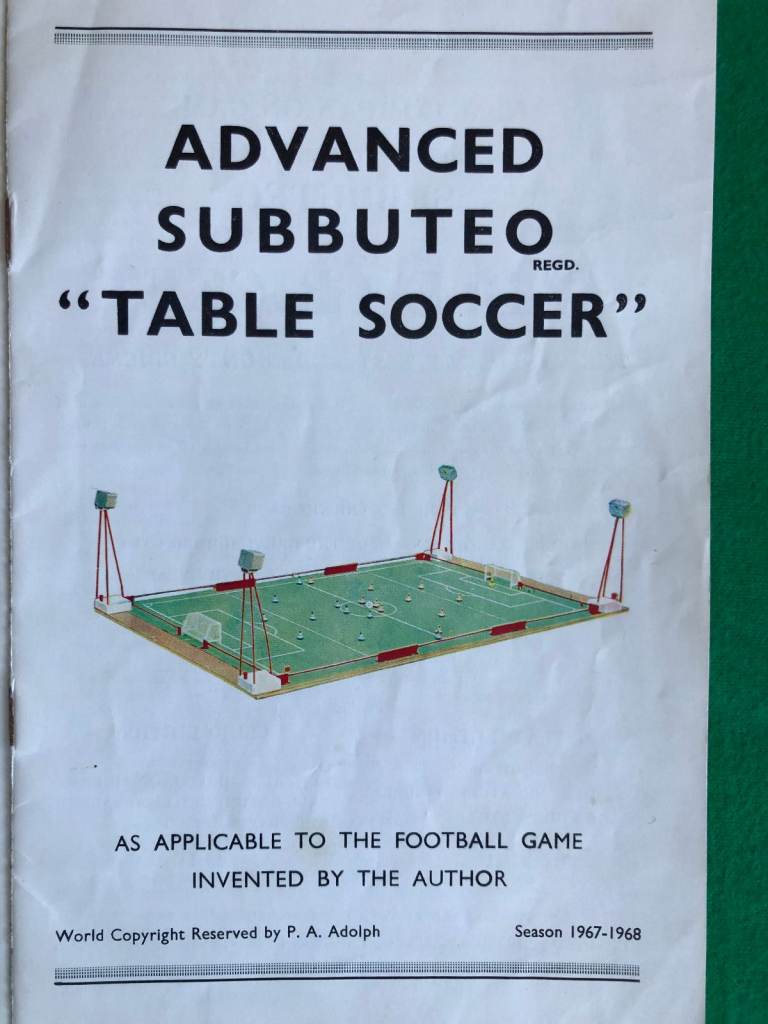 ADVANCED
SUBBUTEO
REGD.
“TABLE SOCCER”
AS APPLICABLE TO THE FOOTBALL GAME
INVENTED BY THE AUTHOR
World Copyright Reserved by P. A. Adolph Season 1967-1968